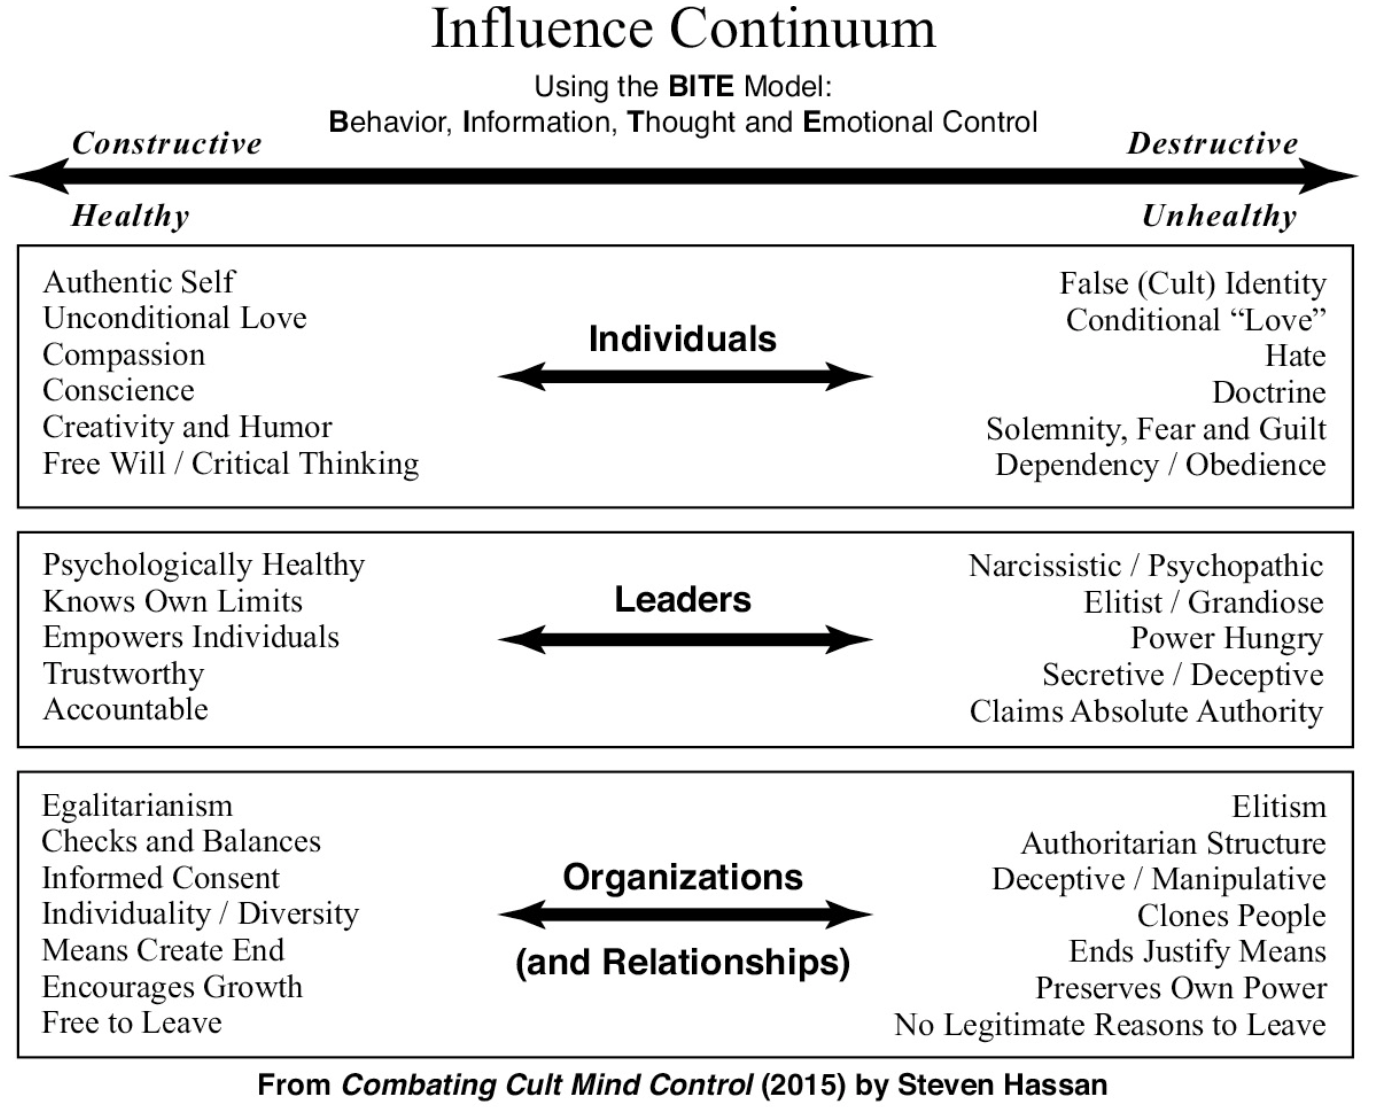 Influence Continuum
Using the BITE Model:
Behavior, Information, Thought and Emotional Control
Constructive
Destructive
Healthy
Unhealthy
Authentic Self
Unconditional Love
Compassion
Conscience
Creativity and Humor
Free Will / Critical Thinking
Individuals
False (Cult) Identity
Conditional “Love”
Hate
Doctrine
Solemnity, Fear and Guilt
Dependency / Obedience
Psychologically Healthy
Knows Own Limits
Empowers Individuals
Trustworthy
Accountable
Leaders
Narcissistic / Psychopathic
Elitist / Grandiose
Power Hungry
Secretive / Deceptive
Claims Absolute Authority
Egalitarianism
Checks and Balances
Informed Consent
Individuality / Diversity
Means Create End
Encourages Growth
Free to Leave
Organizations
(and Relationships)
Elitism
Authoritarian Structure
Deceptive / Manipulative
Clones People
Ends Justify Means
Preserves Own Power
No Legitimate Reasons to Leave
From Combating Cult Mind Control (2015) by Steven Hassan